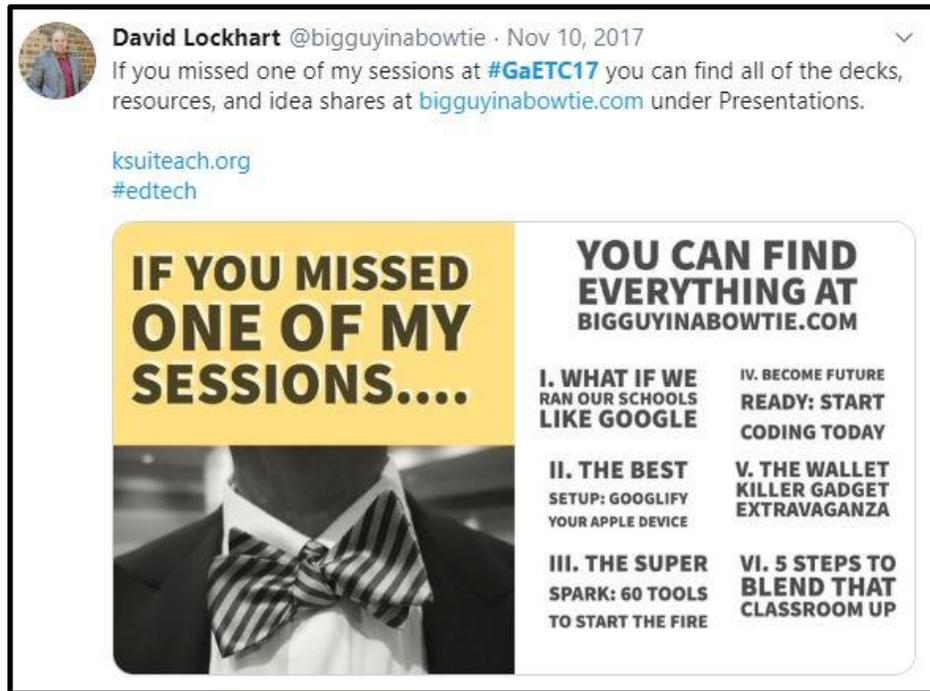 David Lockhart @bigguyinabowtie · Nov 10, 2017
If you missed one of my sessions at #GaETC17 you can find all of the decks,
resources, and idea shares at bigguyinabowtie.com under Presentations.
ksuiteach.org
#edtech
IF YOU MISSED
ONE OF MY
SESSIONS....
YOU CAN FIND
EVERYTHING AT
BIGGUYINABOWTIE.COM
I. WHAT IF WE
RAN OUR SCHOOLS
LIKE GOOGLE
II. THE BEST
SETUP: GOOGLIFY
YOUR APPLE DEVICE
III. THE SUPER
SPARK: 60 TOOLS
TO START THE FIRE
IV. BECOME FUTURE
READY: START
CODING TODAY
V. THE WALLET
KILLER GADGET
EXTRAVAGANZA
VI. 5 STEPS TO
BLEND THAT
CLASSROOM UP